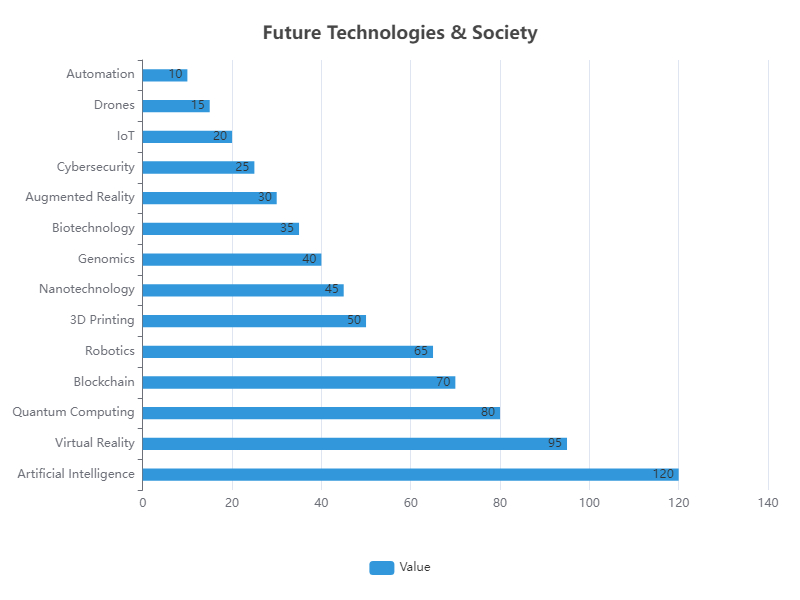 Future Technologies & Society
Automation 10
Drones 15
IoT 20
Cybersecurity 25
Augmented Reality 30
Biotechnology 35
Genomics 40
Nanotechnology 45
3D Printing 50
Robotics 65
Blockchain 70
Quantum Computing 80
Virtual Reality 95
Artificial Intelligence 120
0 20 40 60 80 100 120 140
Value